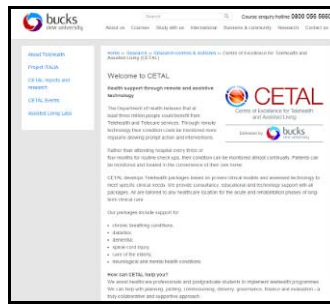 bucks
new university
Search
Course enquiry hotline 0800 056 5660
About us Courses Study with us International Business & community Research Contact us
About Telehealth
Project ITALIA
CETAL reports and
research
CETAL Events
Assisted Living Labs
Home » Research » Research centres & institutes » Centre of Excellence for Telehealth and
Assisted Living (CETAL)
Welcome to CETAL
Health support through remote and assistive
technology
The Department of Health believes that at
least three million people could benefit from
Telehealth and Telecare services. Through remote
technology their condition could be monitored more
regularly allowing prompt action and interventions.
CETAL
Centre of Excellence for Telehealth
and Assisted Living
Delivered by
bucks
new university
Rather than attending hospital every three or
four months for routine check-ups, their condition can be monitored almost continually. Patients can
be monitored and treated in the convenience of their own home.
CETAL develops Telehealth packages based on proven clinical models and assessed technology to
meet specific clinical needs. We provide consultancy, educational and technology support with all
packages. All are tailored to pay healthcare location for the acute and rehabilitation phases of long-
term clinical care.
Our packages include support for:
chronic breathing conditions
diabetes
dementia
spinal cord injury
care of the elderly
neurological and mental health conditions
How can CETAL help you?
We assist healthcare professionals and postgraduate students to implement telehealth programmes.
We can help with planning, piloting, commissioning, delivery, governance, finance and evaluation - a
truly collaborative and supportive approach.